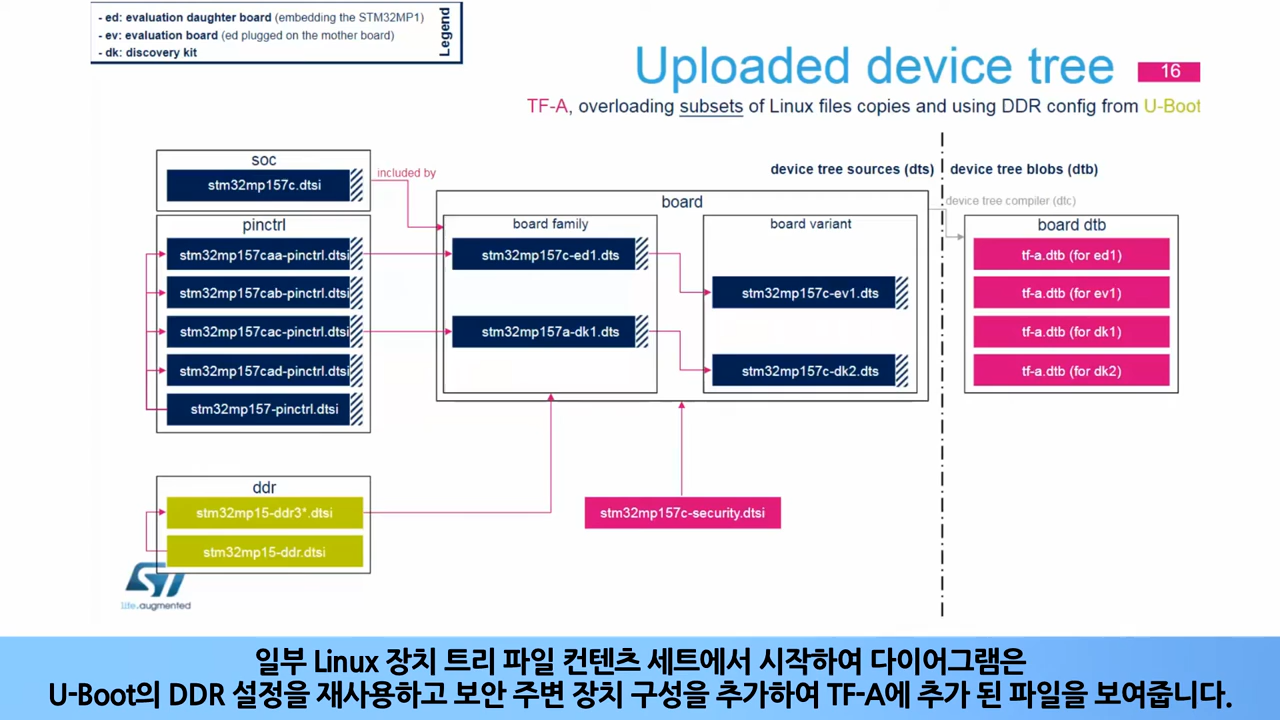 - ed: evaluation daughter board (embedding the STM32MP1)
- ev: evaluation board (ed plugged on the mother board)
- dk: discovery kit
Legend
Uploaded device tree
16
TF-A, overloading subsets of Linux files copies and using DDR config from U-Boot
soc
stm32mp157c.dtsi
included by
pinctrl
stm32mp157caa-pinctrl.dtsi
stm32mp157cab-pinctrl.dtsi
stm32mp157cac-pinctrl.dtsi
stm32mp157cad-pinctrl.dtsi
stm32mp157-pinctrl.dtsi
ddr
stm32mp15-ddr3*.dtsi
stm32mp15-ddr.dtsi
device tree sources (dts)
board
board family
stm32mp157c-ed1.dts
stm32mp157a-dk1.dts
board variant
stm32mp157c-ev1.dts
stm32mp157c-dk2.dts
stm32mp157c-security.dtsi
device tree blobs (dtb)
device tree compiler (dtc)
board dtb
tf-a.dtb (for ed1)
tf-a.dtb (for ev1)
tf-a.dtb (for dk1)
tf-a.dtb (for dk2)
ST
life.augmented
일부 Linux 장치 트리 파일 컨텐츠 세트에서 시작하여 다이어그램은
U-Boot의 DDR 설정을 재사용하고 보안 주변 장치 구성을 추가하여 TF-A에 추가 된 파일을 보여줍니다.